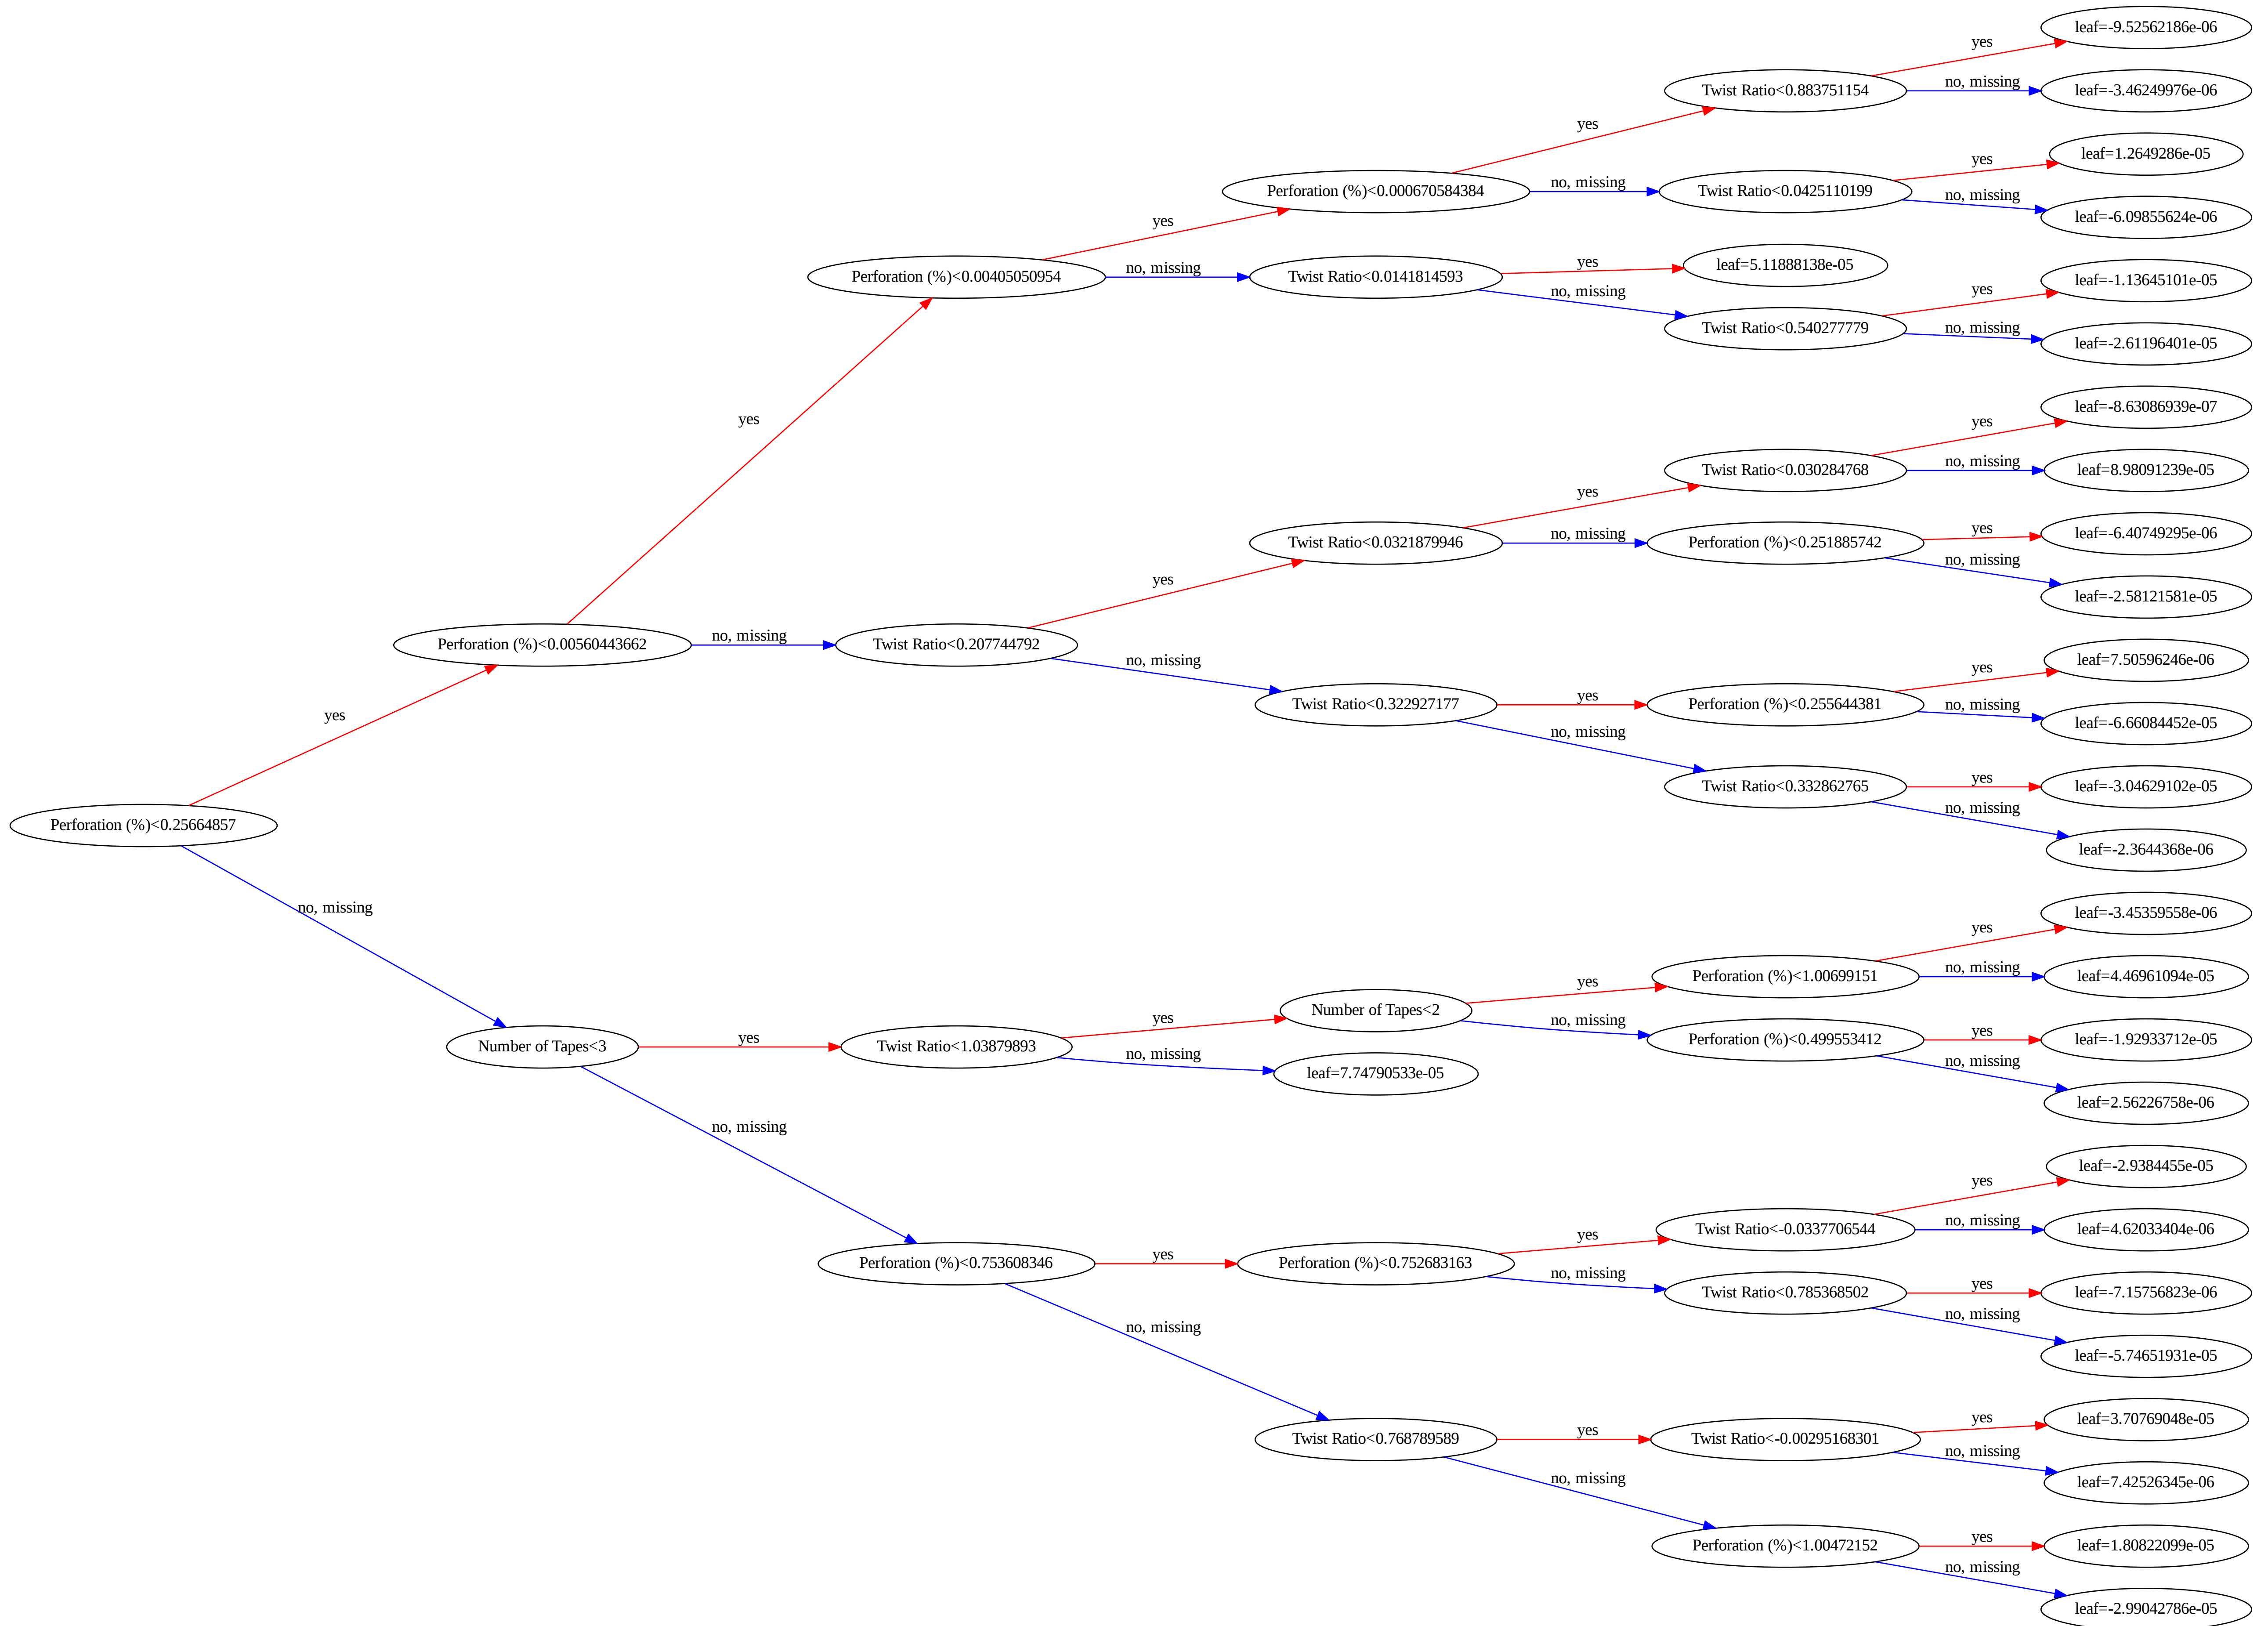 Perforation (%)<0.25664857
yes
no, missing
Perforation (%)<0.00560443662
yes
no, missing
Number of Tapes<3
yes
no, missing
Perforation (%)<0.00405050954
yes
no, missing
Twist Ratio<0.207744792
yes
no, missing
Twist Ratio<1.03879893
yes
no, missing
Perforation (%)<0.753608346
yes
no, missing
Perforation (%)<0.000670584384
yes
no, missing
Twist Ratio<0.0141814593
yes
no, missing
Twist Ratio<0.0321879946
yes
no, missing
Twist Ratio<0.322927177
yes
no, missing
Number of Tapes<2
yes
no, missing
leaf=7.74790533e-05
Perforation (%)<0.752683163
yes
no, missing
Twist Ratio<0.768789589
yes
no, missing
Twist Ratio<0.883751154
yes
no, missing
Twist Ratio<0.0425110199
yes
no, missing
leaf=5.11888138e-05
Twist Ratio<0.540277779
yes
no, missing
Twist Ratio<0.030284768
yes
no, missing
Perforation (%)<0.251885742
yes
no, missing
Perforation (%)<0.255644381
yes
no, missing
Twist Ratio<0.332862765
yes
no, missing
Perforation (%)<1.00699151
yes
no, missing
Perforation (%)<0.499553412
yes
no, missing
Twist Ratio<-0.0337706544
yes
no, missing
Twist Ratio<0.785368502
yes
no, missing
Twist Ratio<-0.00295168301
yes
no, missing
Perforation (%)<1.00472152
yes
no, missing
leaf=-9.52562186e-06
leaf=-3.46249976e-06
leaf=1.2649286e-05
leaf=-6.09855624e-06
leaf=-1.13645101e-05
leaf=-2.61196401e-05
leaf=-8.63086939e-07
leaf=8.98091239e-05
leaf=-6.40749295e-06
leaf=-2.58121581e-05
leaf=7.50596246e-06
leaf=-6.66084452e-05
leaf=-3.04629102e-05
leaf=-2.3644368e-06
leaf=-3.45359558e-06
leaf=4.46961094e-05
leaf=-1.92933712e-05
leaf=2.56226758e-06
leaf=-2.9384455e-05
leaf=4.62033404e-06
leaf=-7.15756823e-06
leaf=-5.74651931e-05
leaf=3.70769048e-05
leaf=7.42526345e-06
leaf=1.80822099e-05
leaf=-2.99042786e-05